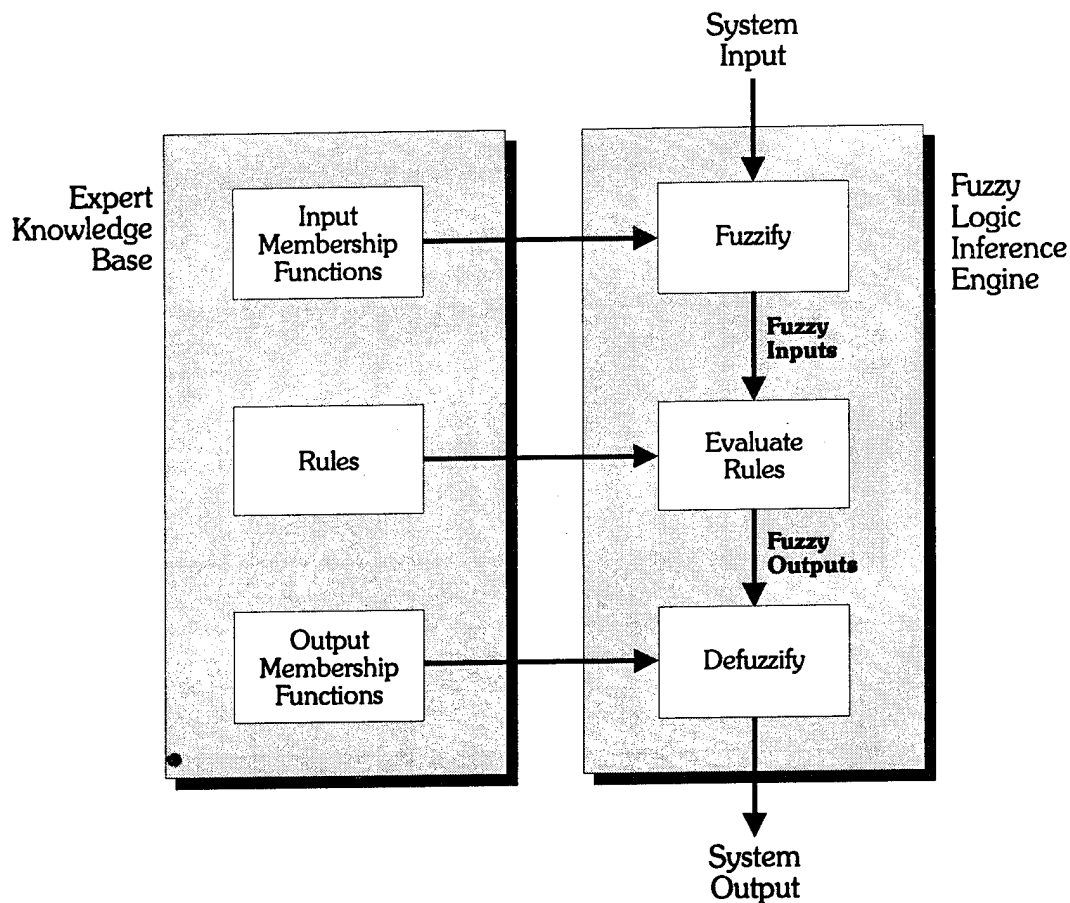 System
Input
Expert
Knowledge
Base
Input
Membership
Functions
Fuzzify
Fuzzy
Logic
Inference
Engine
Fuzzy
Inputs
Rules
Evaluate
Rules
Fuzzy
Outputs
Output
Membership
Functions
Defuzzify
System
Output